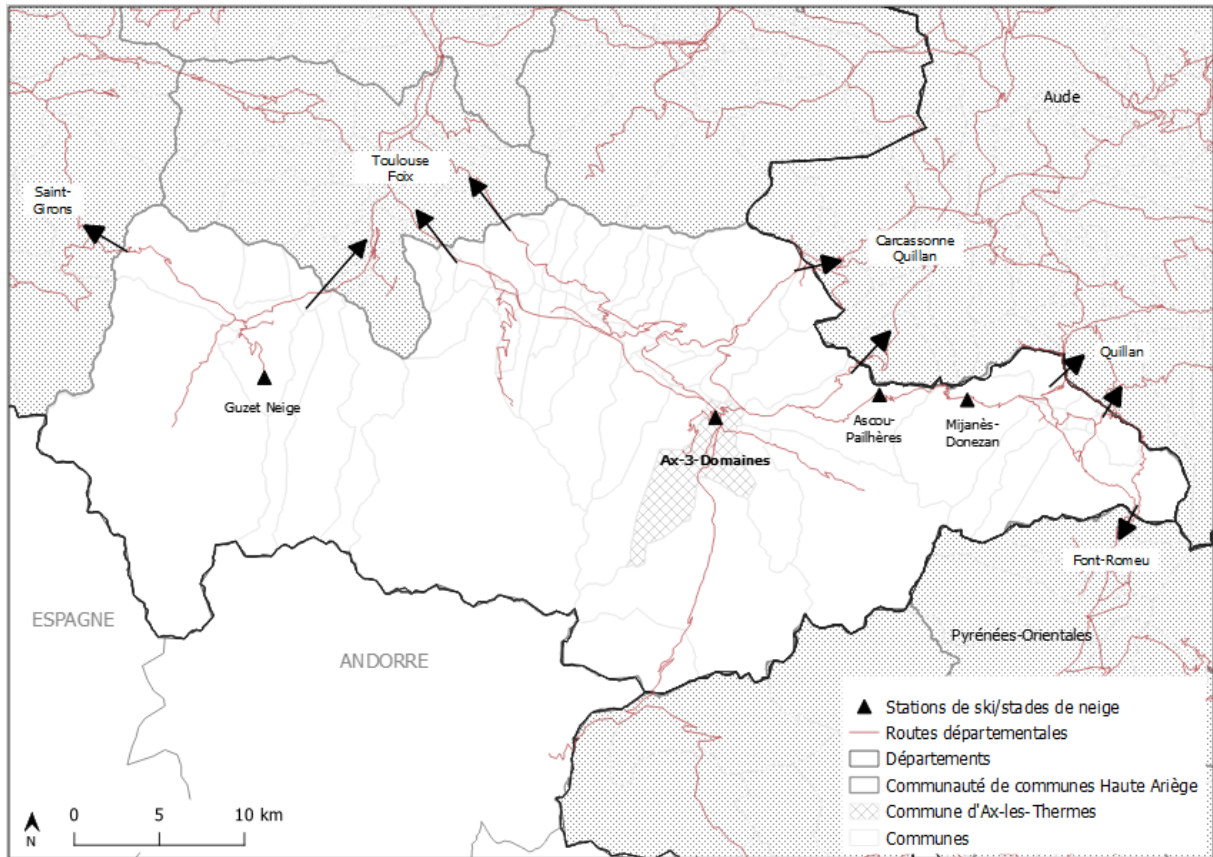 Aude
Toulouse
Foix
Saint-
Girons
Carcassonne
Quillan
Quillan
Guzet Neige
Ascou-
Pailhères
Mijanès-
Donezan
Ax-3-Domaines
Font-Romeu
ESPAGNE
ANDORRE
Pyrénées-Orientales
Stations de ski/stades de neige
Routes départementales
Départements
Communauté de communes Haute Ariège
Commune d'Ax-les-Thermes
Communes
0 5 10 km
N